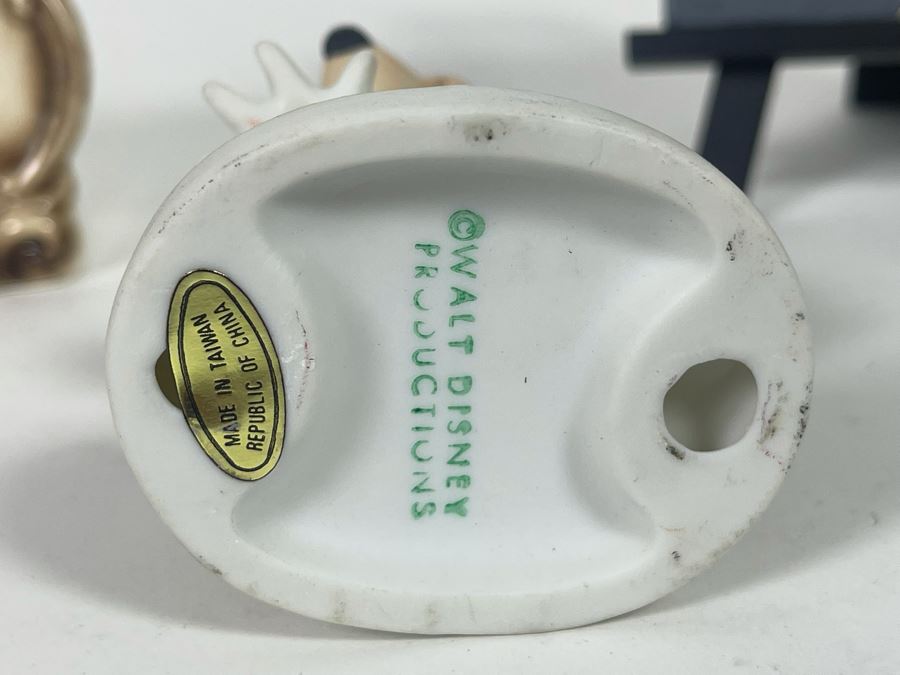 © WALT DISNEY
PRODUCTIONS
MADE IN TAIWAN
REPUBLIC OF CHINA